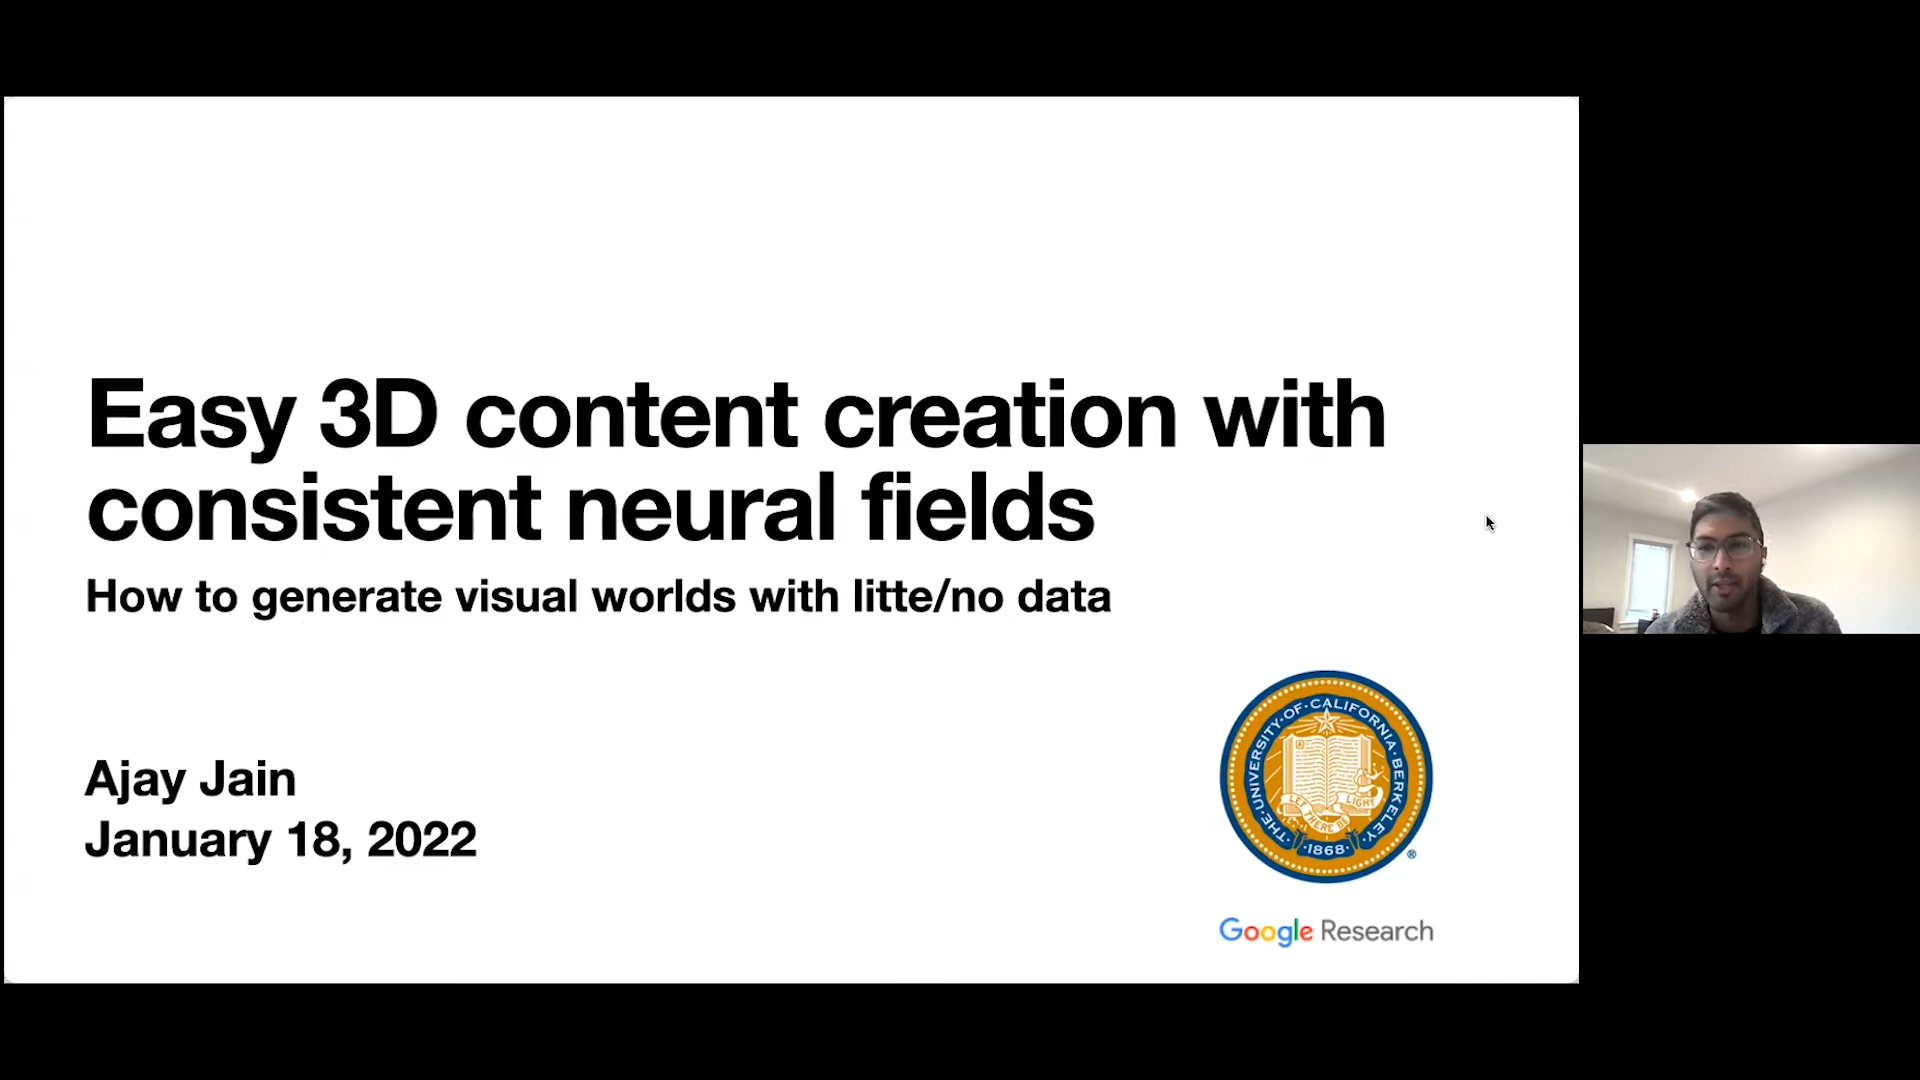 Easy 3D content creation with
consistent neural fields
How to generate visual worlds with litte/no data
Ajay Jain
January 18, 2022
THE·UNIVERSITY·OF·CALIFORNIA·BERKELEY·
A
LET THERE BE LIGHT
·1868·
®
Google Research